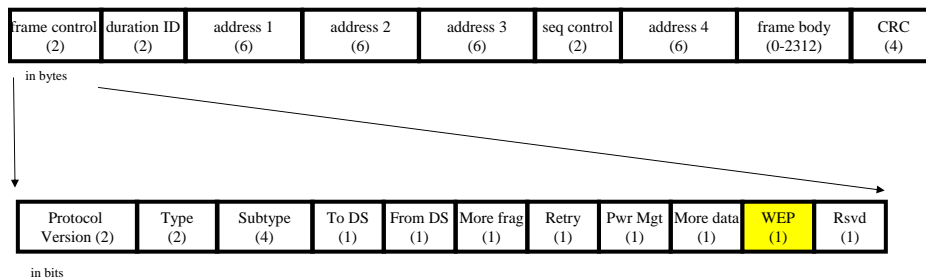 frame control duration ID address 1 address 2 address 3 seq control address 4 frame body CRC
(2) (2) (6) (6) (6) (2) (6) (0-2312) (4)
in bytes
Protocol Type Subtype To DS From DS More frag Retry Pwr Mgt More data WEP Rsvd
Version (2) (2) (4) (1) (1) (1) (1) (1) (1) (1) (1)
in bits